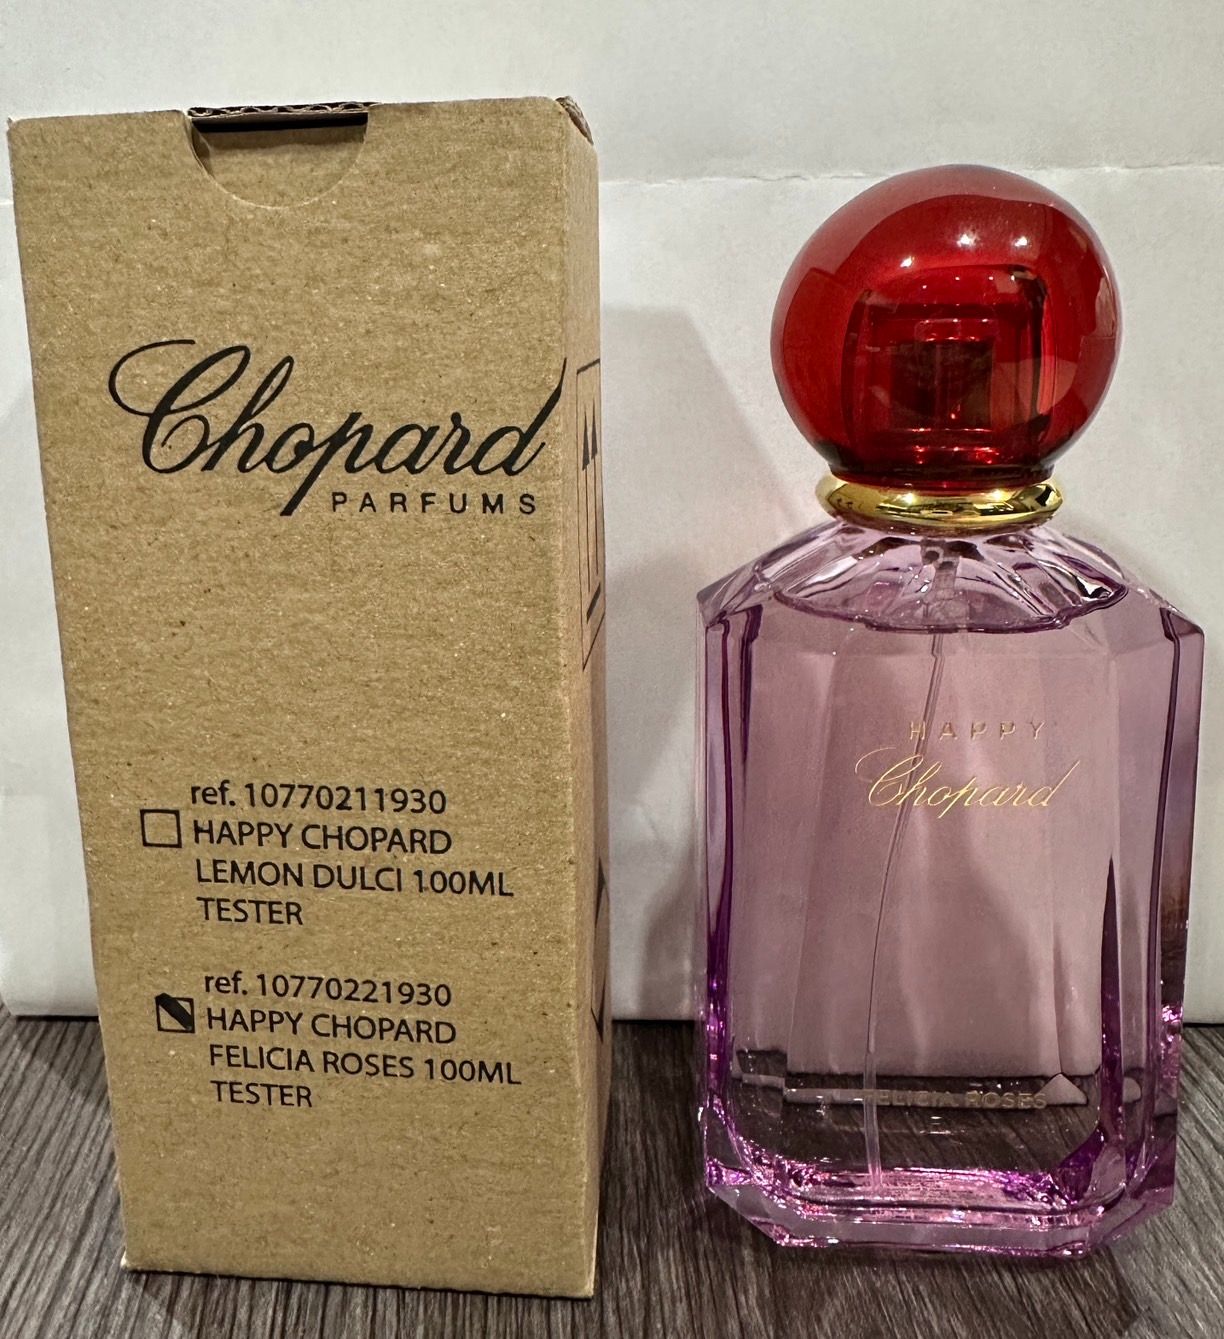 Chopard
PARFUMS
ref. 10770211930
HAPPY CHOPARD
LEMON DULCI 100ML
TESTER
ref. 10770221930
HAPPY CHOPARD
FELICIA ROSES 100ML
TESTER
HAPPY
Chopard
FELICIA ROSES